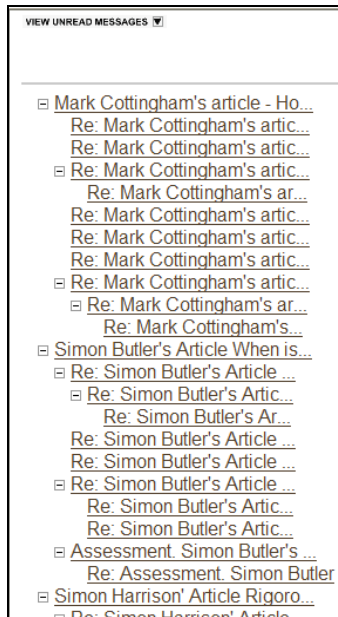 VIEW UNREAD MESSAGES
Mark Cottingham's article - Ho...
Re: Mark Cottingham's artic...
Re: Mark Cottingham's artic...
Re: Mark Cottingham's artic...
Re: Mark Cottingham's ar...
Re: Mark Cottingham's artic...
Re: Mark Cottingham's artic...
Re: Mark Cottingham's artic...
Re: Mark Cottingham's artic...
Re: Mark Cottingham's ar...
Re: Mark Cottingham's...
Simon Butler's Article When is...
Re: Simon Butler's Article ...
Re: Simon Butler's Artic...
Re: Simon Butler's Ar...
Re: Simon Butler's Article ...
Re: Simon Butler's Article ...
Re: Simon Butler's Article ...
Re: Simon Butler's Artic...
Re: Simon Butler's Artic...
Assessment. Simon Butler's ...
Re: Assessment. Simon Butler
Simon Harrison' Article Rigoro...
Re: Simon Harrison' Article...